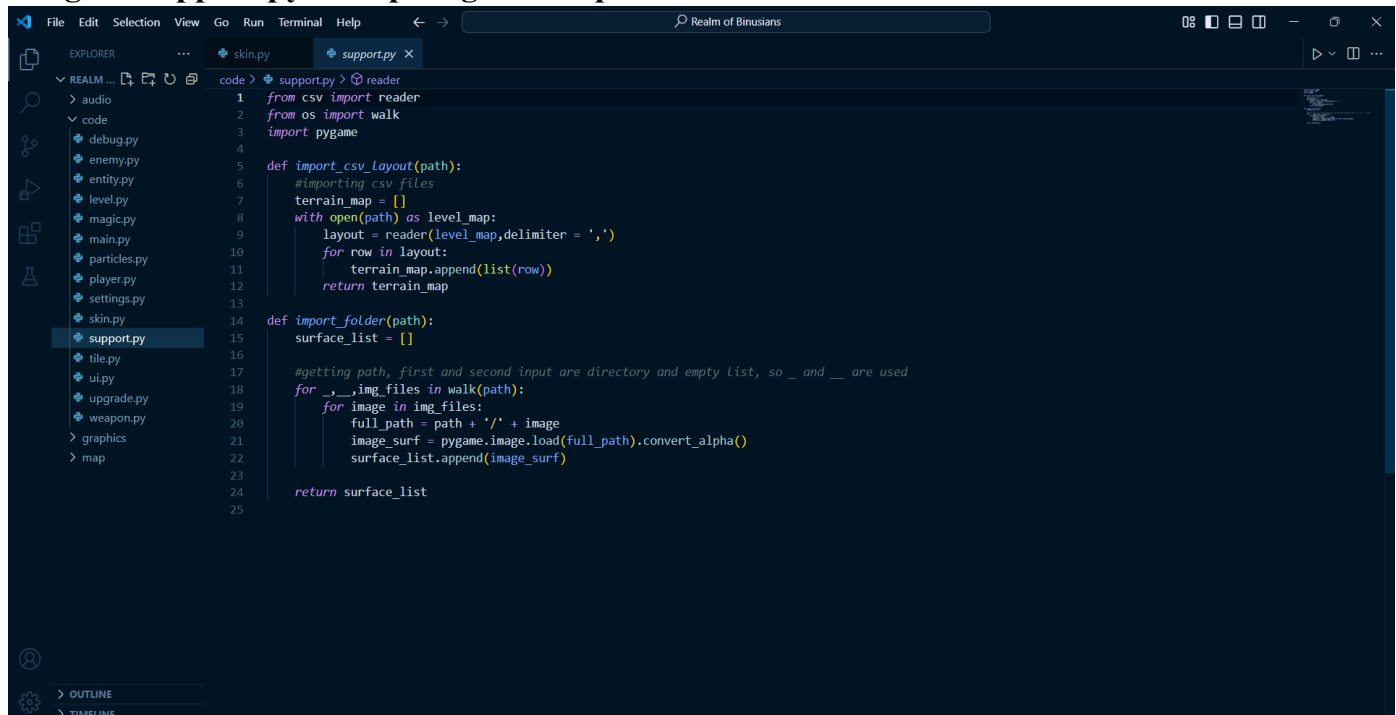 File Edit Selection View Go Run Terminal Help Realm of Binusians
EXPLORER
skin.py
support.py
REALM ...
code > support.py > reader
audio
code
debug.py
enemy.py
entity.py
level.py
magic.py
main.py
particles.py
player.py
settings.py
skin.py
support.py
tile.py
ui.py
upgrade.py
weapon.py
graphics
map
1 from csv import reader
2 from os import walk
3 import pygame
4
5 def import_csv_layout(path):
6 #importing csv files
7 terrain_map = []
8 with open(path) as level_map:
9 layout = reader(level_map,delimiter = ',')
10 for row in layout:
11 terrain_map.append(list(row))
12 return terrain_map
13
14 def import_folder(path):
15 surface_list = []
16
17 #getting path, first and second input are directory and empty list, so _ and __ are used
18 for _,__,img_files in walk(path):
19 for image in img_files:
20 full_path = path + '/' + image
21 image_surf = pygame.image.load(full_path).convert_alpha()
22 surface_list.append(image_surf)
23
24 return surface_list
25
OUTLINE
TIMELINE